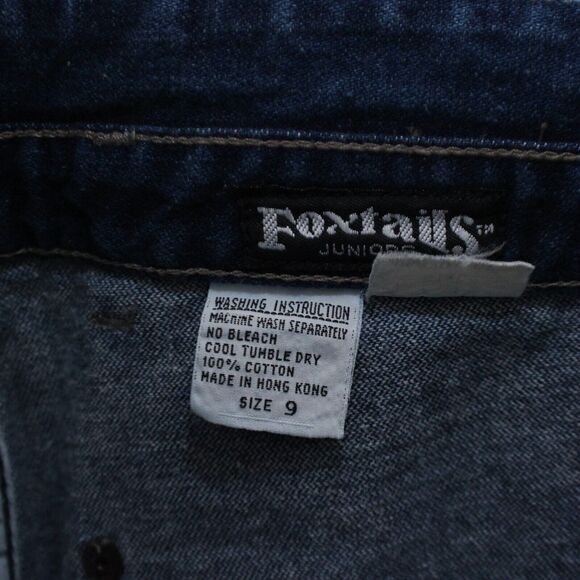 Foxtails™
JUNIORS
WASHING INSTRUCTION
MACHINE WASH SEPARATELY
NO BLEACH
COOL TUMBLE DRY
100% COTTON
MADE IN HONG KONG
SIZE 9